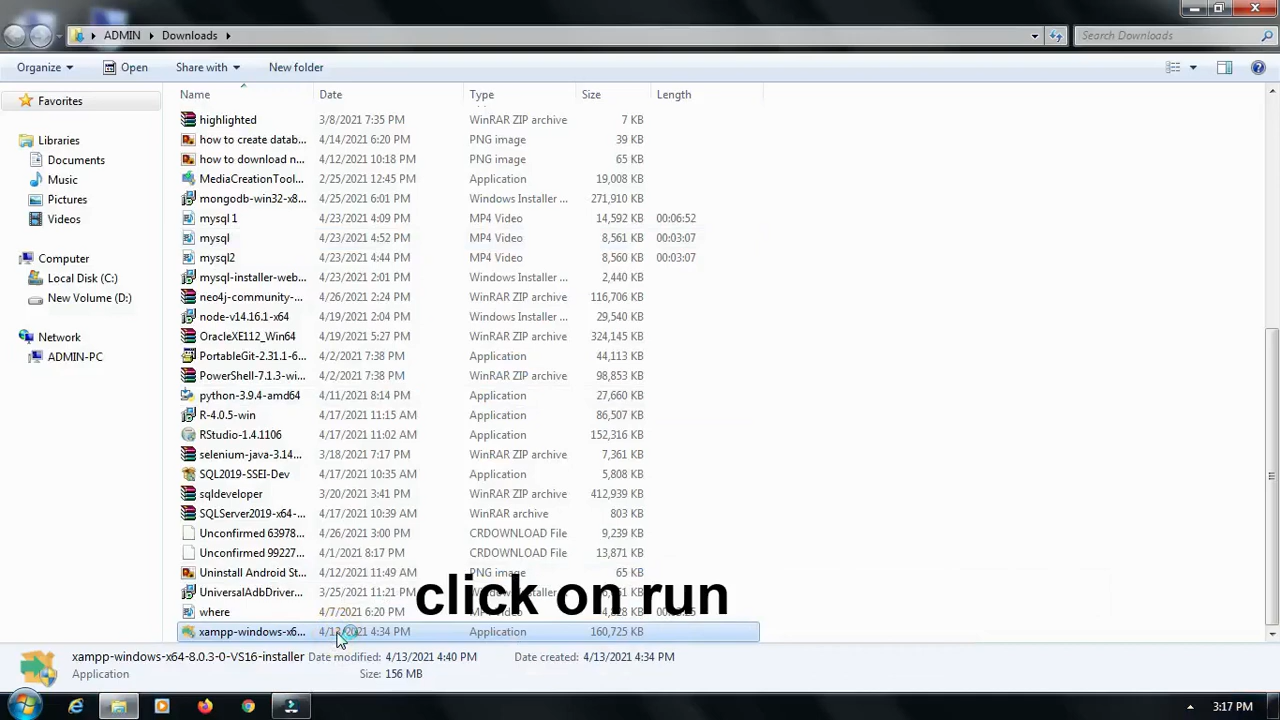 ADMIN Downloads Search Downloads
Organize Open Share with New folder
Name Date Type Size Length
Favorites
Libraries
Documents
Music
Pictures
Videos
Computer
Local Disk (C:)
New Volume (D:)
Network
ADMIN-PC
highlighted 3/8/2021 7:35 PM WinRAR ZIP archive 7 KB
how to create datab... 4/14/2021 6:20 PM PNG image 39 KB
how to download n... 4/12/2021 10:18 PM PNG image 65 KB
MediaCreationTool... 2/25/2021 12:45 PM Application 19,008 KB
mongodb-win32-x8... 4/25/2021 6:01 PM Windows Installer ... 271,910 KB
mysql 1 4/23/2021 4:09 PM MP4 Video 14,592 KB 00:06:52
mysql 4/23/2021 4:52 PM MP4 Video 8,561 KB 00:03:07
mysql2 4/23/2021 4:44 PM MP4 Video 8,560 KB 00:03:07
mysql-installer-web... 4/23/2021 2:01 PM Windows Installer ... 2,440 KB
neo4j-community-... 4/26/2021 2:24 PM WinRAR ZIP archive 116,706 KB
node-v14.16.1-x64 4/19/2021 2:04 PM Windows Installer ... 29,540 KB
OracleXE112_Win64 4/19/2021 5:27 PM WinRAR ZIP archive 324,145 KB
PortableGit-2.31.1-6... 4/2/2021 7:38 PM Application 44,113 KB
PowerShell-7.1.3-wi... 4/2/2021 7:38 PM WinRAR ZIP archive 98,853 KB
python-3.9.4-amd64 4/11/2021 8:14 PM Application 27,660 KB
R-4.0.5-win 4/17/2021 11:15 AM Application 86,507 KB
RStudio-1.4.1106 4/17/2021 11:02 AM Application 152,316 KB
selenium-java-3.14... 3/18/2021 7:17 PM WinRAR ZIP archive 7,361 KB
SQL2019-SSEI-Dev 4/17/2021 10:35 AM Application 5,808 KB
sqldeveloper 3/20/2021 3:41 PM WinRAR ZIP archive 412,939 KB
SQLServer2019-x64-... 4/17/2021 10:39 AM WinRAR archive 803 KB
Unconfirmed 63978... 4/26/2021 3:00 PM CRDOWNLOAD File 9,239 KB
Unconfirmed 99227... 4/1/2021 8:17 PM CRDOWNLOAD File 13,871 KB
Uninstall Android St... 4/12/2021 11:49 AM PNG image 65 KB
UniversalAdbDriver... 3/25/2021 11:21 PM KB
click on run
where 4/7/2021 6:20 PM MP4 Video KB
xampp-windows-x6... 4:34 PM Application 160,725 KB
xampp-windows-x64-8.0.3-0-VS16-installer Date modified: 4/13/2021 4:40 PM Date created: 4/13/2021 4:34 PM
Application Size: 156 MB
3:17 PM